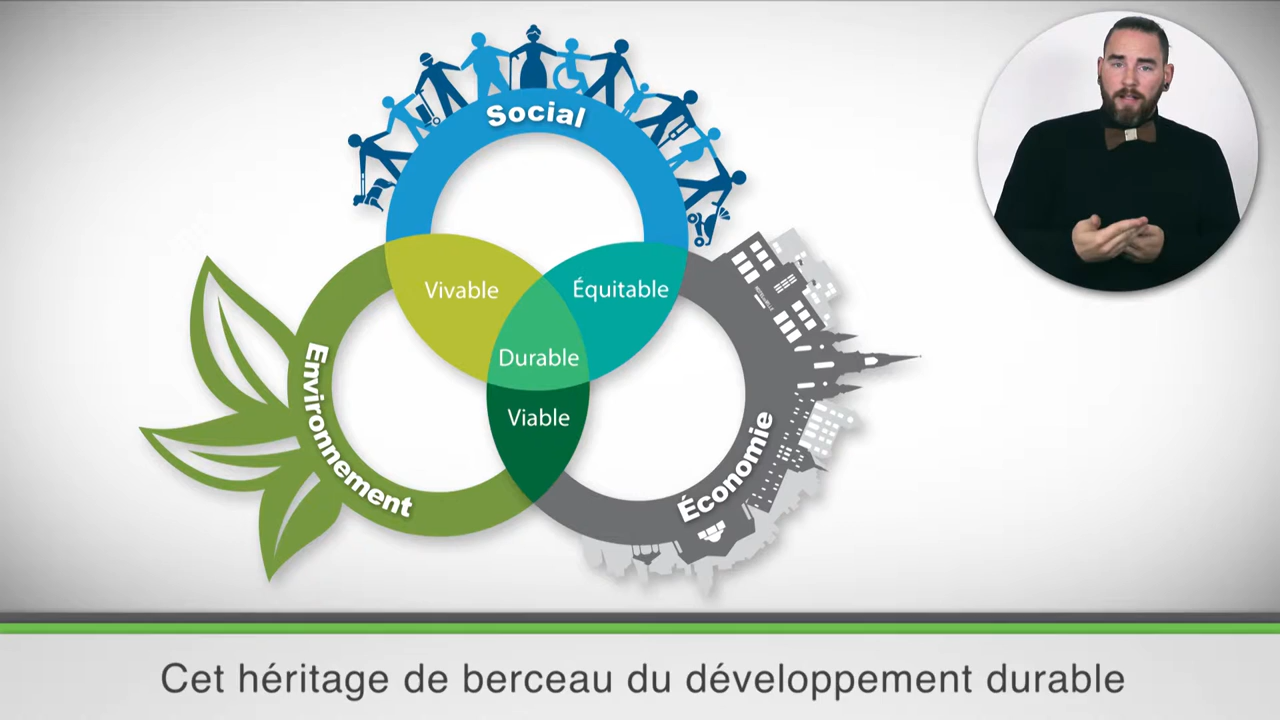 Social
Vivable
Équitable
Durable
Viable
Environnement
Économie
Cet héritage de berceau du développement durable